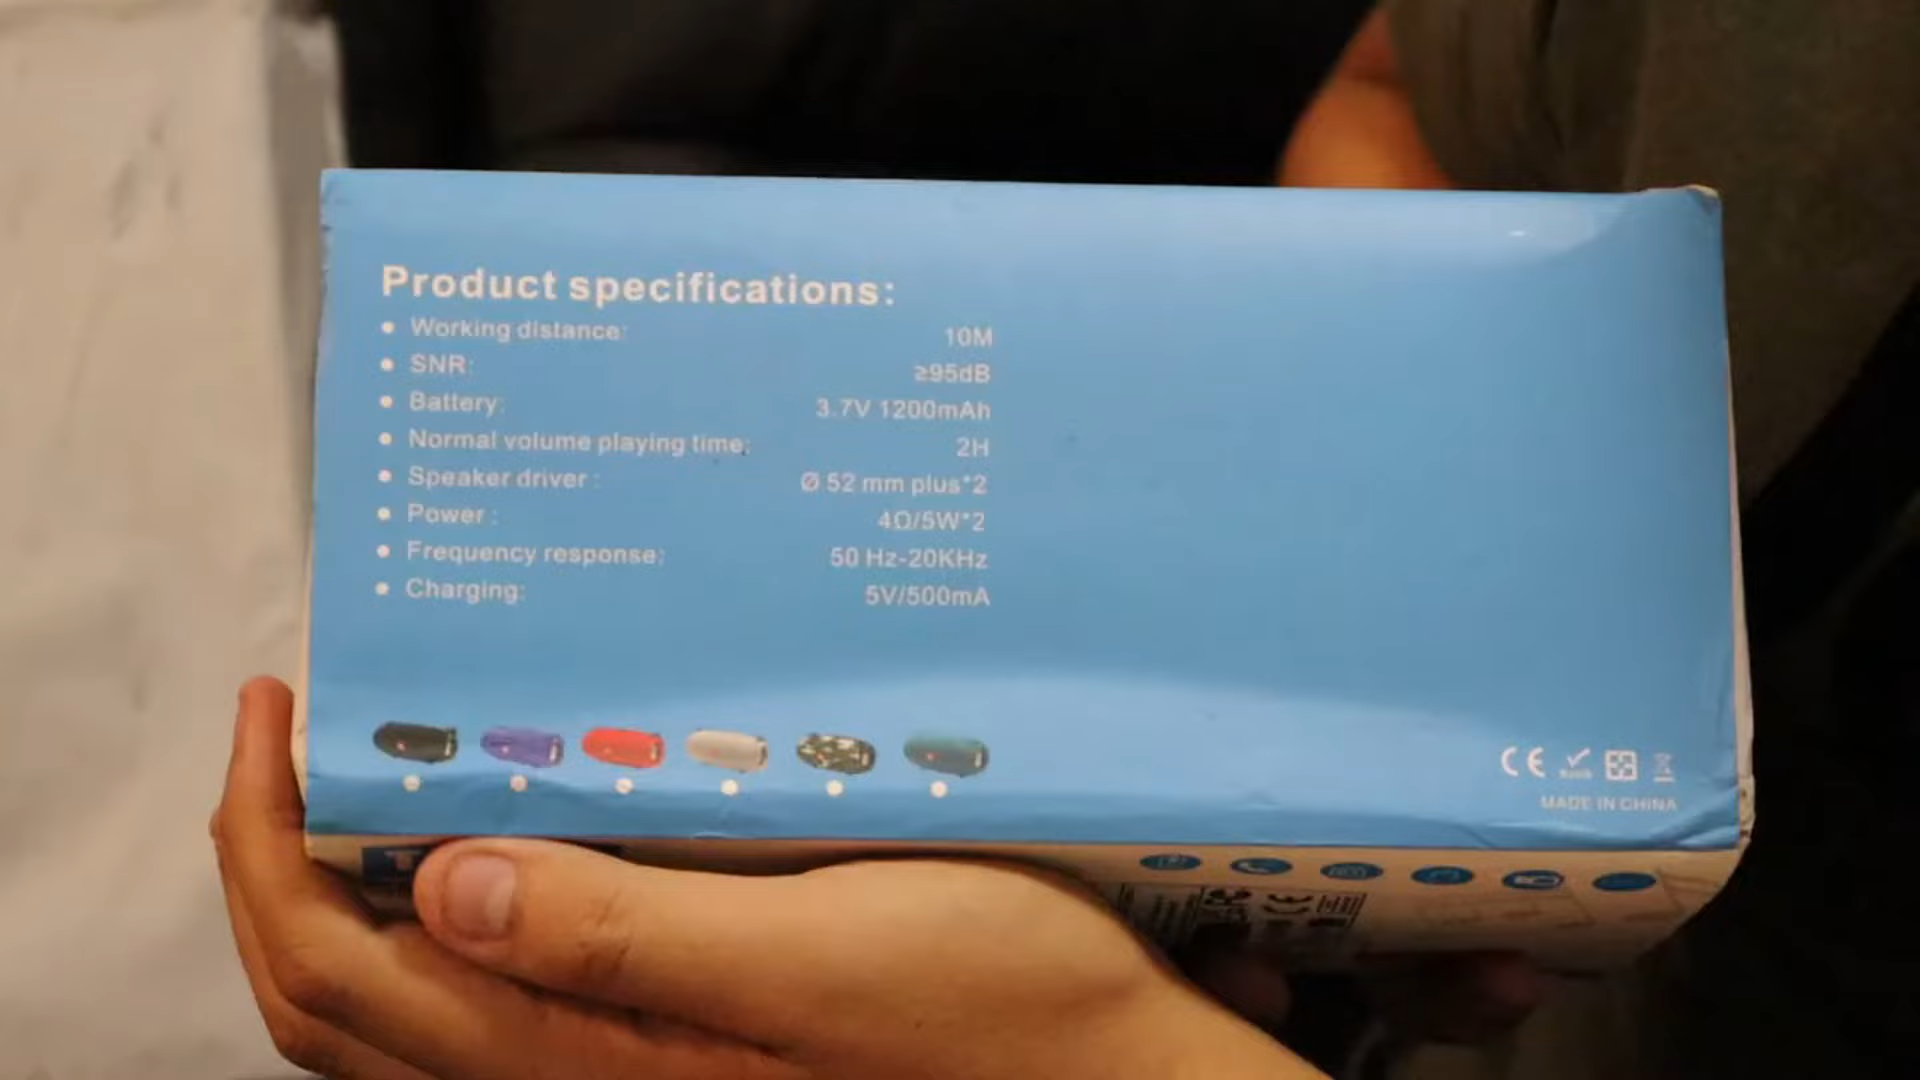 Product specifications:
• Working distance: 10M
• SNR: ≥95dB
• Battery: 3.7V 1200mAh
• Normal volume playing time: 2H
• Speaker driver : Ø 52 mm plus*2
• Power : 4Ω/5W*2
• Frequency response: 50 Hz-20KHz
• Charging: 5V/500mA
CE
MADE IN CHINA